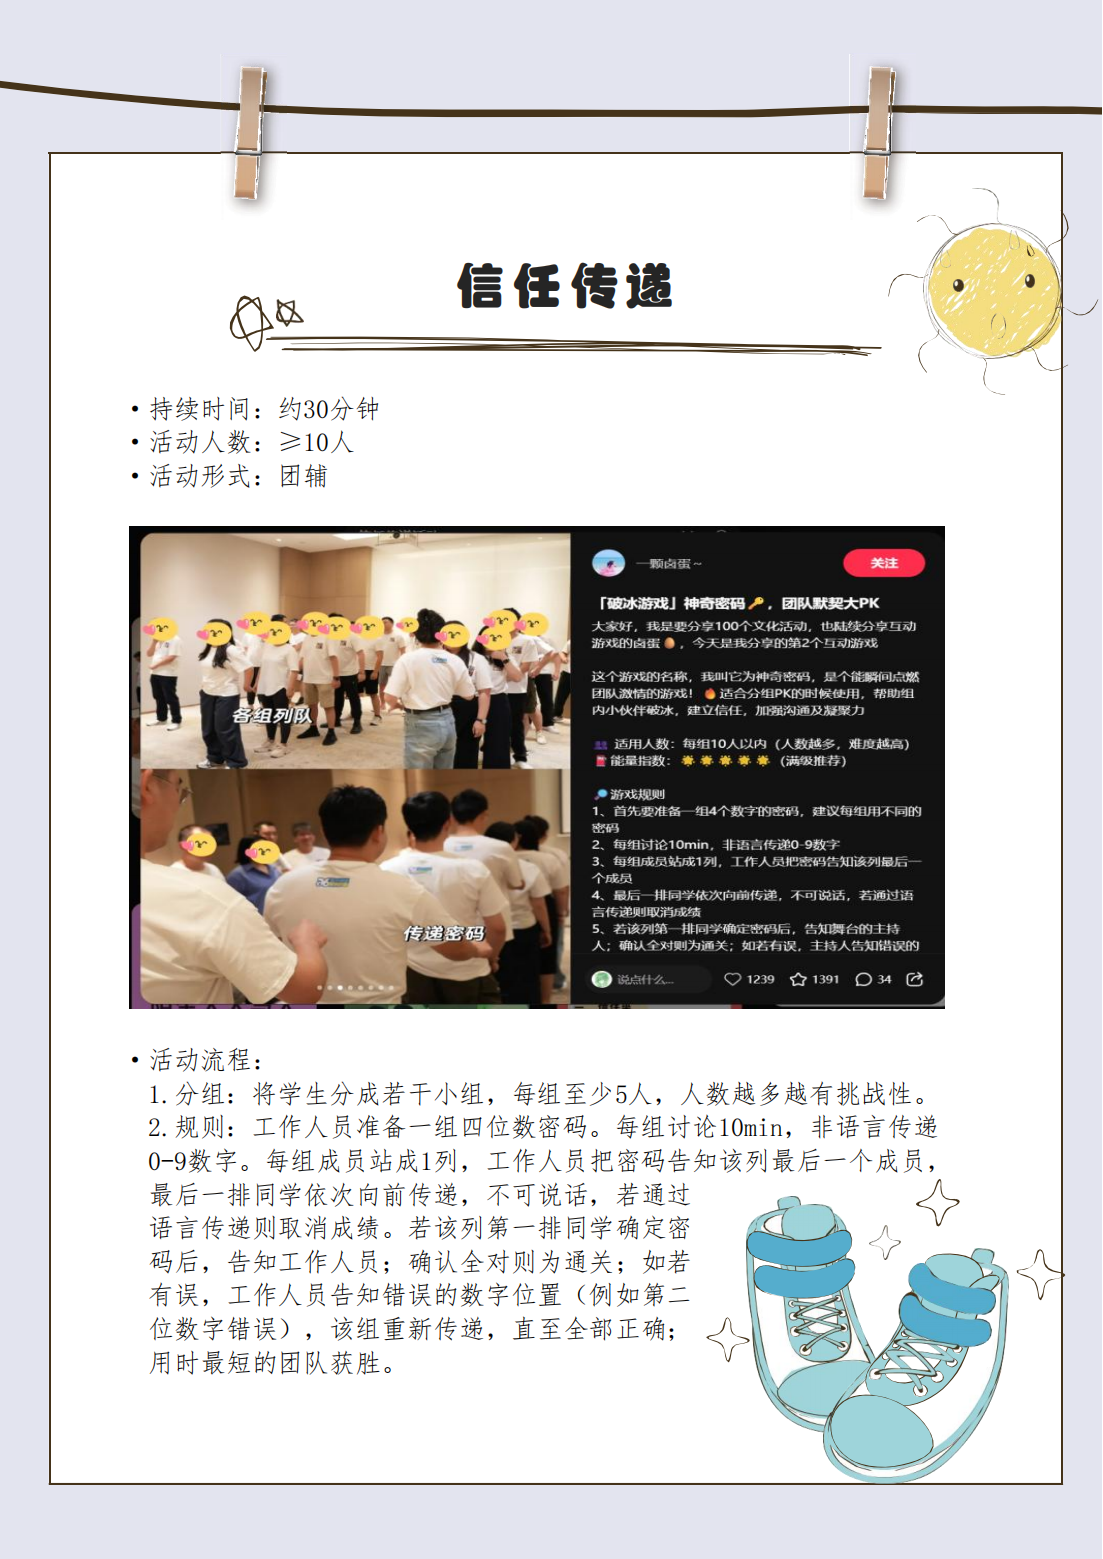 信任传递
•持续时间：约30分钟
•活动人数：≥10人
•活动形式：团辅
一颗卤蛋~
关注
「破冰游戏」神奇密码🔑，团队默契大PK
大家好，我是要分享100个文化活动，也陆续分享互动
游戏的卤蛋🥚，今天是我分享的第2个互动游戏
这个游戏的名称，我叫它为神奇密码，是个能瞬间点燃
团队激情的游戏！🔥适合分组PK的时候使用，帮助组
内小伙伴破冰，建立信任，加强沟通及凝聚力
各组列队
👥 适用人数：每组10人以内（人数越多，难度越高）
能量指数：🌟🌟🌟🌟🌟（满级推荐）
🔎游戏规则
1、首先要准备一组4个数字的密码，建议每组用不同的
密码
2、每组讨论10min，非语言传递0-9数字
3、每组成员站成1列，工作人员把密码告知该列最后一
个成员
4、最后一排同学依次向前传递，不可说话，若通过语
言传递则取消成绩
5、若该列第一排同学确定密码后，告知舞台的主持
人；确认全对则为通关；如若有误，主持人告知错误的
传递密码
说点什么...
1239
1391
34
•活动流程：
1.分组：将学生分成若干小组，每组至少5人，人数越多越有挑战性。
2.规则：工作人员准备一组四位数密码。每组讨论10min，非语言传递
0-9数字。每组成员站成1列，工作人员把密码告知该列最后一个成员，
最后一排同学依次向前传递，不可说话，若通过
语言传递则取消成绩。若该列第一排同学确定密
码后，告知工作人员；确认全对则为通关；如若
有误，工作人员告知错误的数字位置（例如第二
位数字错误），该组重新传递，直至全部正确；
用时最短的团队获胜。